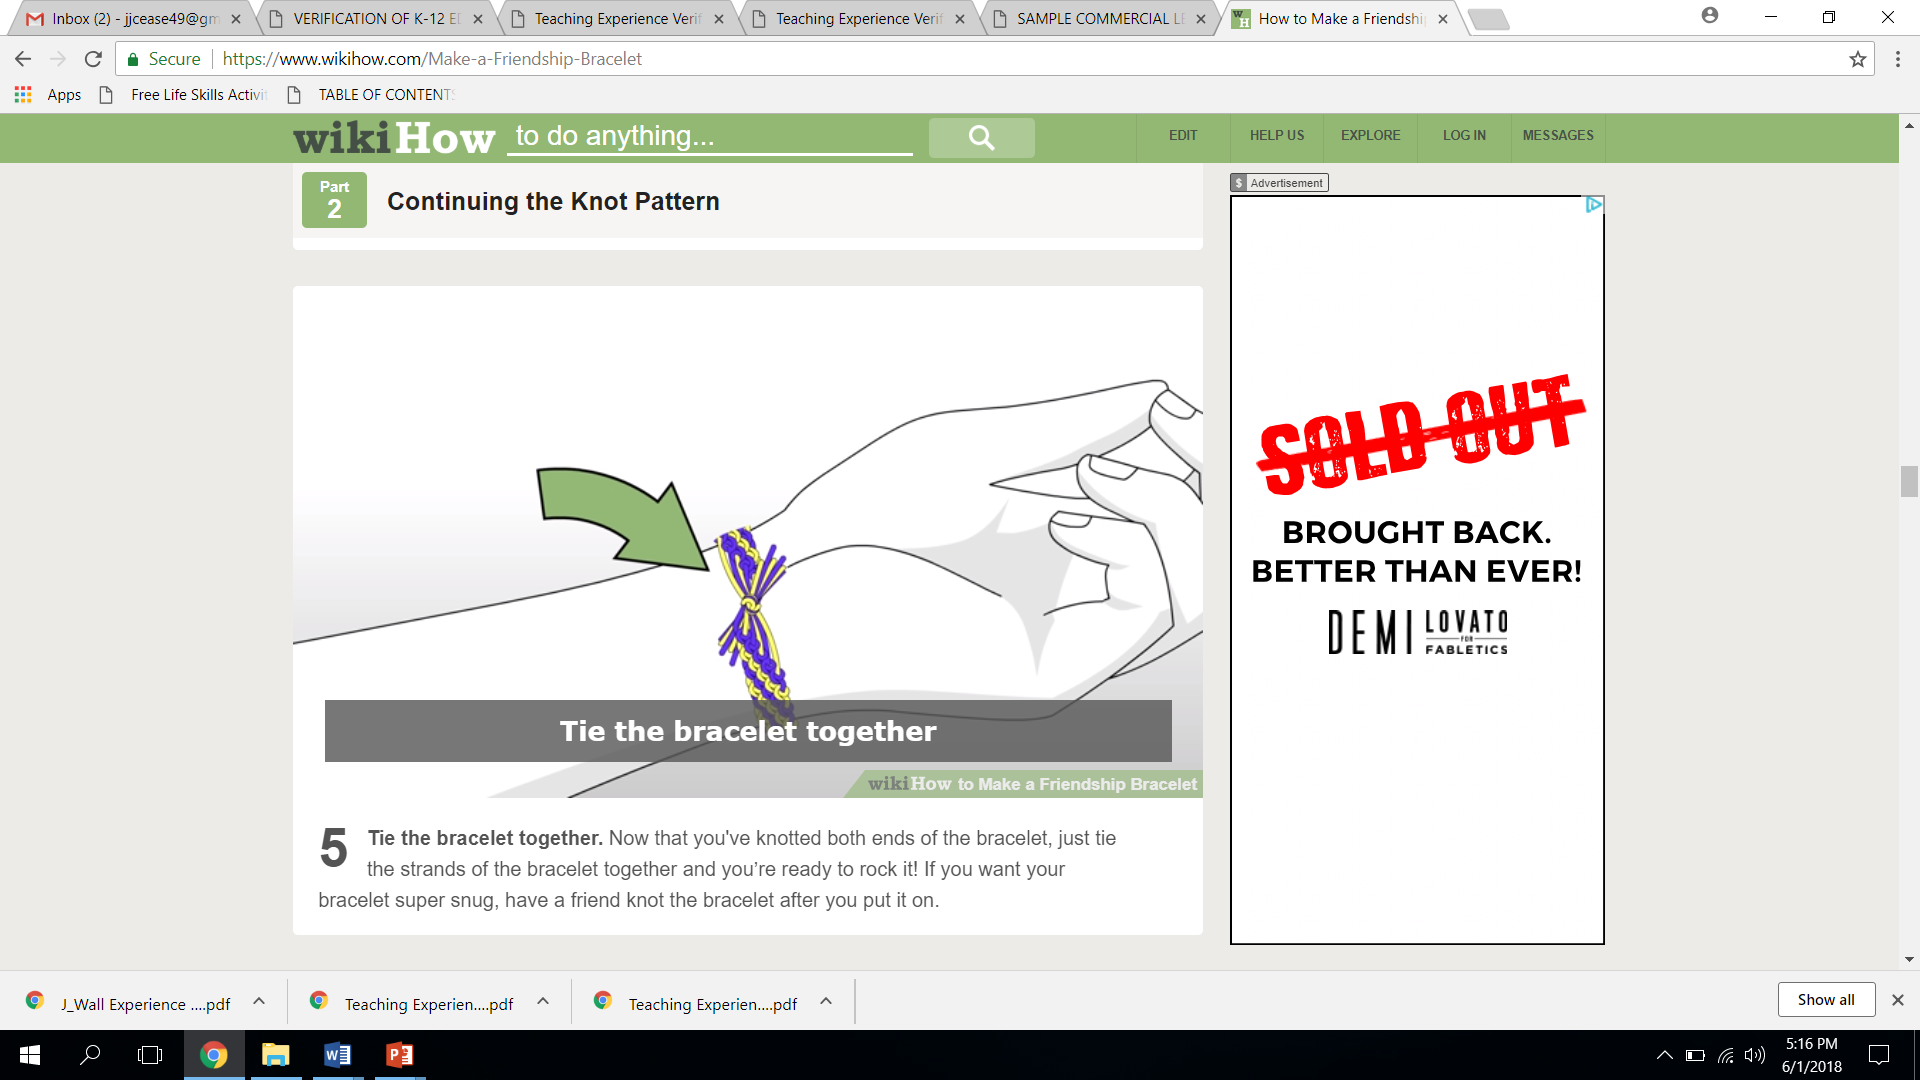 Inbox (2) - jjcease49@gm
VERIFICATION OF K-12 ED
Teaching Experience Verif
Teaching Experience Verif
SAMPLE COMMERCIAL LE
How to Make a Friendshi
Secure
https://www.wikihow.com/Make-a-Friendship-Bracelet
Apps
Free Life Skills Activit
TABLE OF CONTENTS
wikiHow
to do anything...
EDIT
HELP US
EXPLORE
LOG IN
MESSAGES
Part
2
Continuing the Knot Pattern
$ Advertisement
SOLD OUT
BROUGHT BACK.
BETTER THAN EVER!
DEMI LOVATO
FOR
FABLETICS
Tie the bracelet together
wikiHow to Make a Friendship Bracelet
5 Tie the bracelet together. Now that you've knotted both ends of the bracelet, just tie
the strands of the bracelet together and you’re ready to rock it! If you want your
bracelet super snug, have a friend knot the bracelet after you put it on.
J_Wall Experience ....pdf
Teaching Experien....pdf
Teaching Experien....pdf
Show all
5:16 PM
6/1/2018